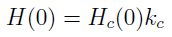 H(0) = H_c(0)k_c